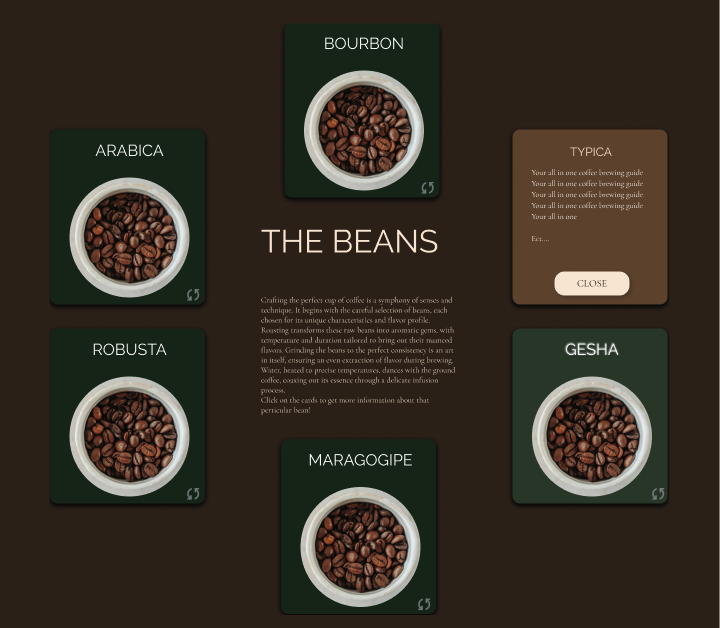 BOURBON
ARABICA
TYPICA
Your all in one coffee brewing guide
Your all in one coffee brewing guide
Your all in one coffee brewing guide
Your all in one coffee brewing guide
Your all in one
Ect....
CLOSE
THE BEANS
Crafting the perfect cup of coffee is a symphony of senses and
technique. It begins with the careful selection of beans, each
chosen for its unique characteristics and flavor profile.
Roasting transforms these raw beans into aromatic gems, with
temperature and duration tailored to bring out their nuanced
flavors. Grinding the beans to the perfect consistency is an art
in itself, ensuring an even extraction of flavor during brewing.
Water, heated to precise temperatures, dances with the ground
coffee, coaxing out its essence through a delicate infusion
process.
Click on the cards to get more information about that
perticular bean!
ROBUSTA
GESHA
MARAGOGIPE